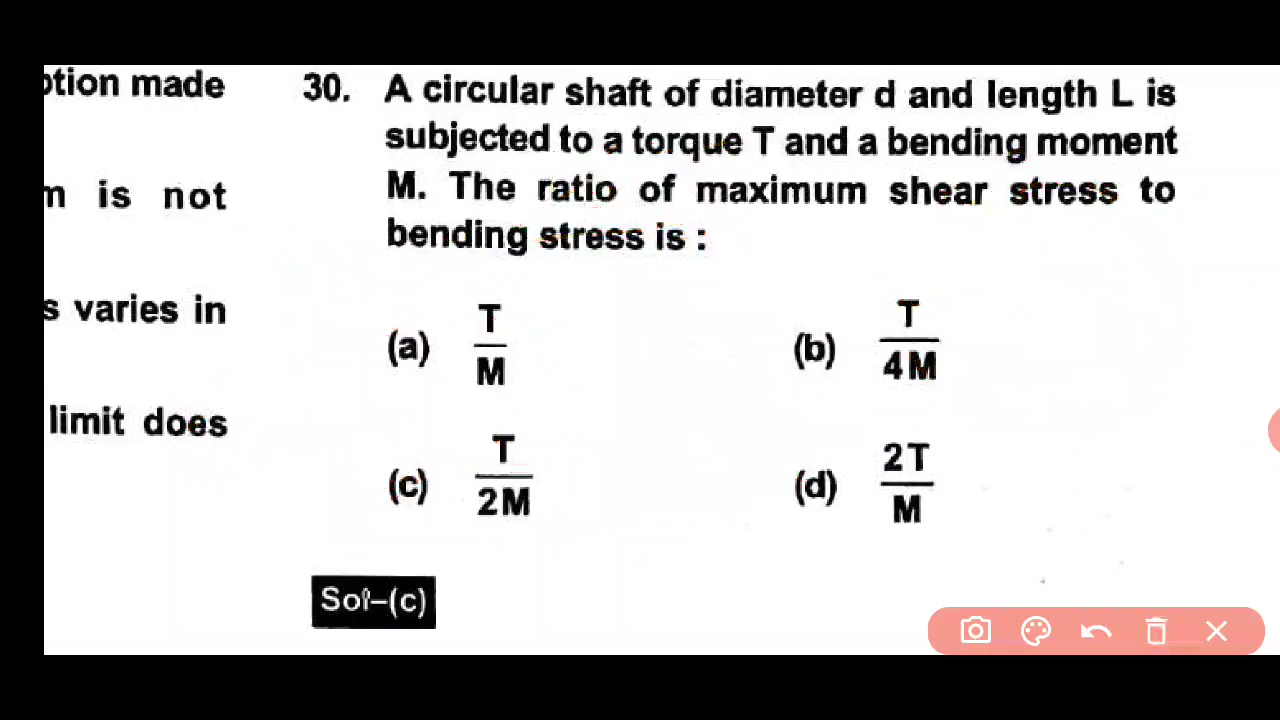 ption made
m is not
s varies in
limit does
30. A circular shaft of diameter d and length L is
subjected to a torque T and a bending moment
M. The ratio of maximum shear stress to
bending stress is :
(a) T/M
(b) T/4M
(c) T/2M
(d) 2T/M
Sol–(c)